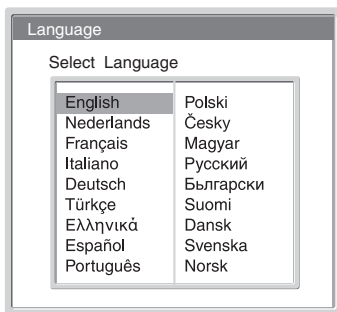 Language
Select Language
English
Nederlands
Français
Italiano
Deutsch
Türkçe
Ελληνικά
Español
Português
Polski
Česky
Magyar
Русский
Бьлгарски
Suomi
Dansk
Svenska
Norsk